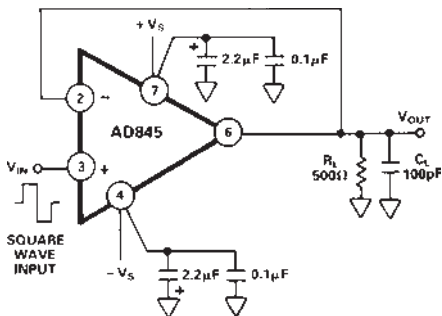 +VS
+
2.2μF
0.1μF
7
2
−
AD845
6
VOUT
VIN
3
+
4
RL
500Ω
CL
100pF
SQUARE
WAVE
INPUT
−VS
2.2μF
0.1μF
+